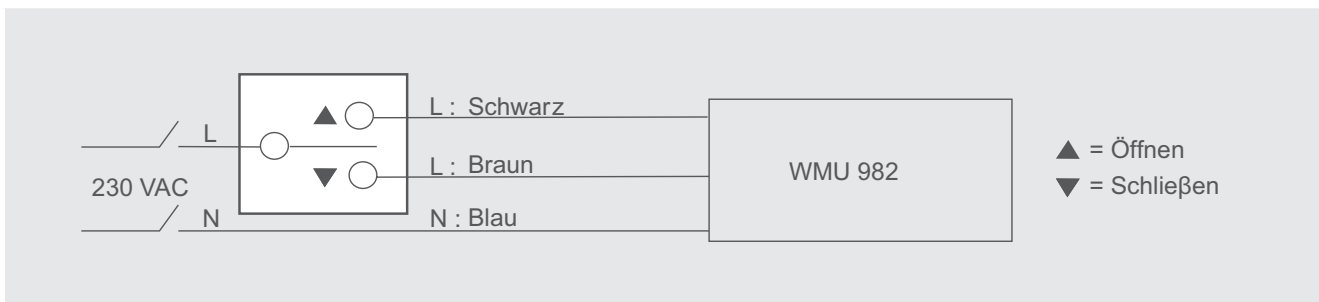 L : Schwarz
L
▲ = Öffnen
L : Braun
WMU 982
230 VAC
▼ = Schließen
N
N : Blau